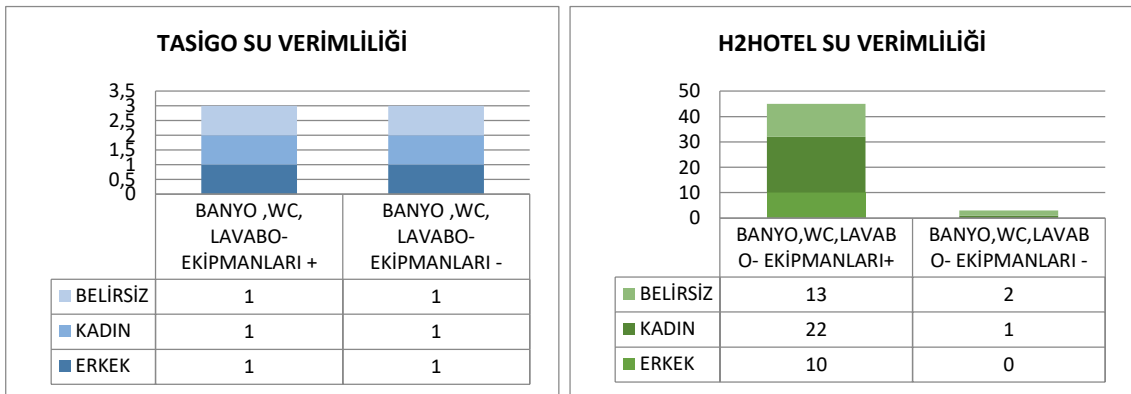 TASİGO SU VERİMLİLİĞİ
3,5
3
2,5
2
1,5
1
0,5
0
BANYO ,WC,
LAVABO-
EKİPMANLARI +
BANYO ,WC,
LAVABO-
EKİPMANLARI -
BELİRSİZ 1 1
KADIN 1 1
ERKEK 1 1
H2HOTEL SU VERİMLİLİĞİ
50
40
30
20
10
0
BANYO,WC,LAVAB
O- EKİPMANLARI+
BANYO,WC,LAVAB
O- EKİPMANLARI -
BELİRSİZ 13 2
KADIN 22 1
ERKEK 10 0